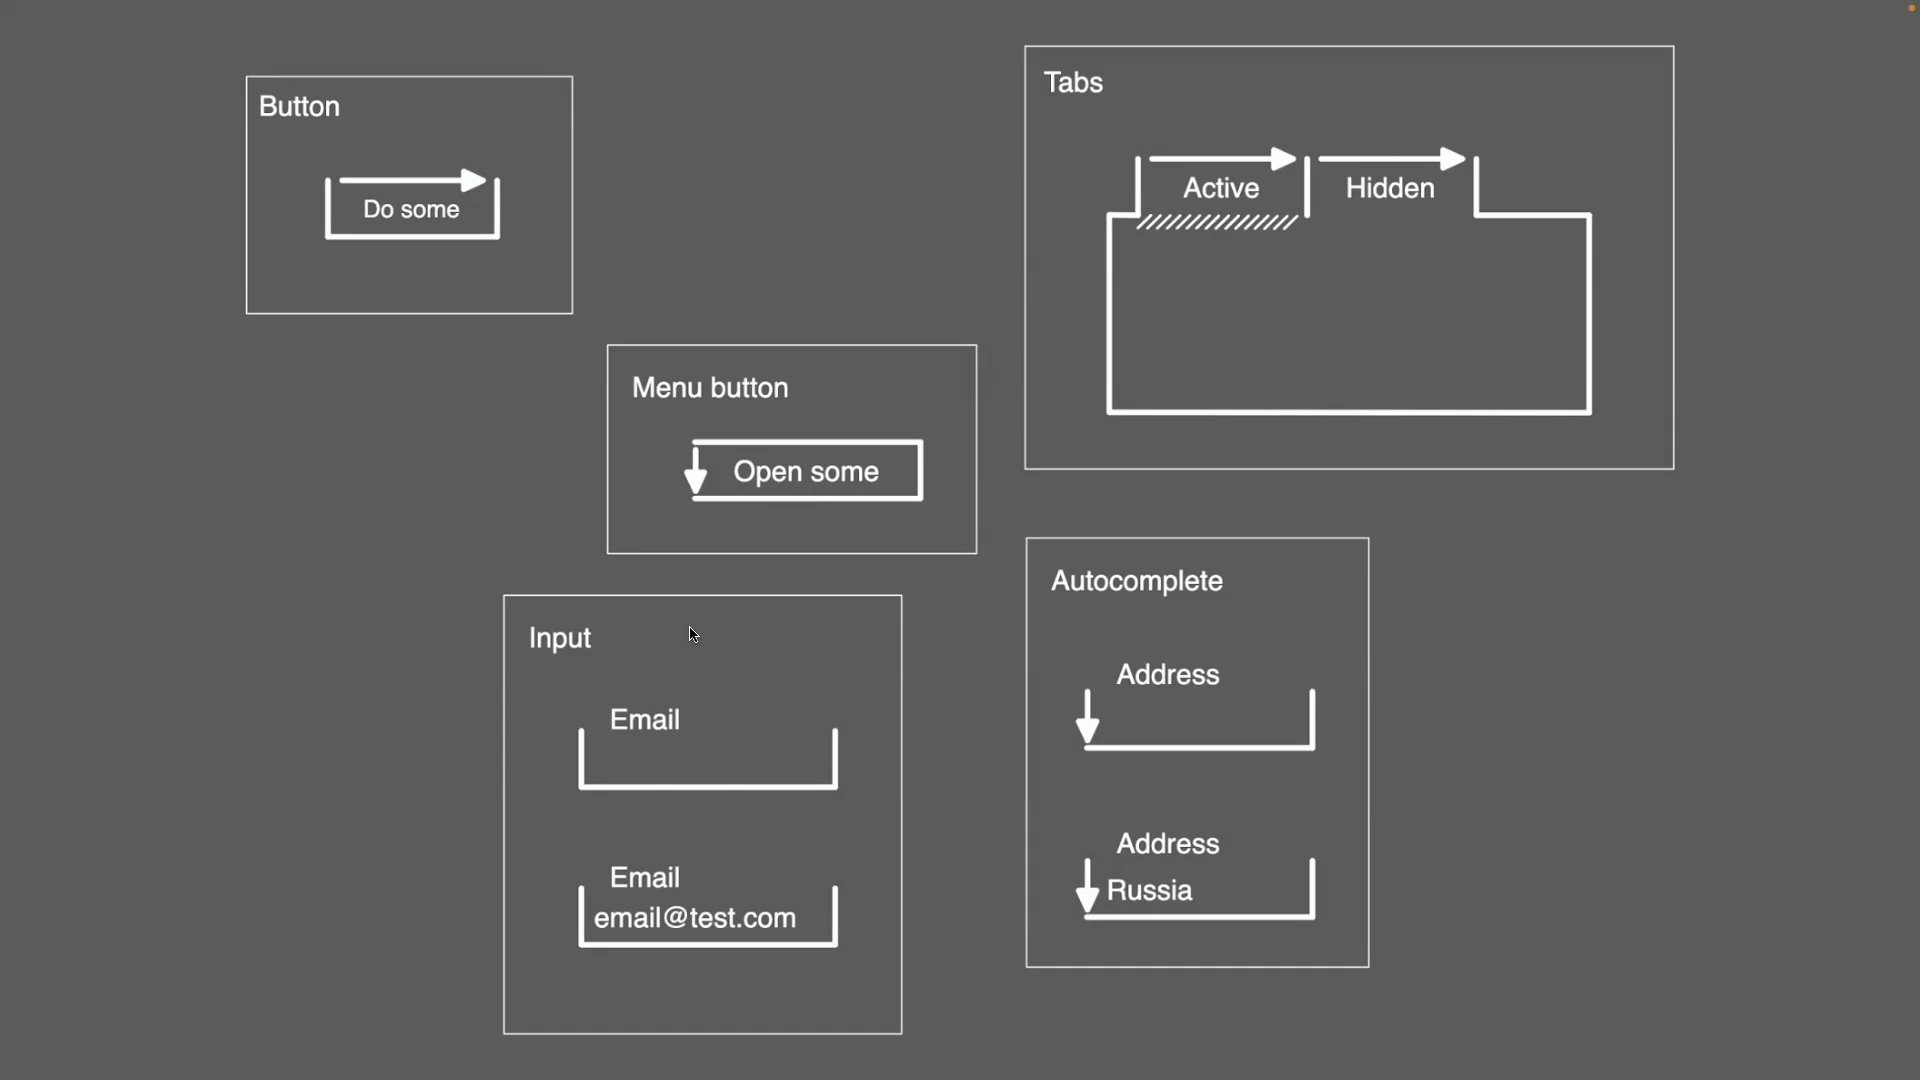 Button
Do some
Tabs
Active
Hidden
Menu button
Open some
Input
Email
Email
email@test.com
Autocomplete
Address
Address
Russia